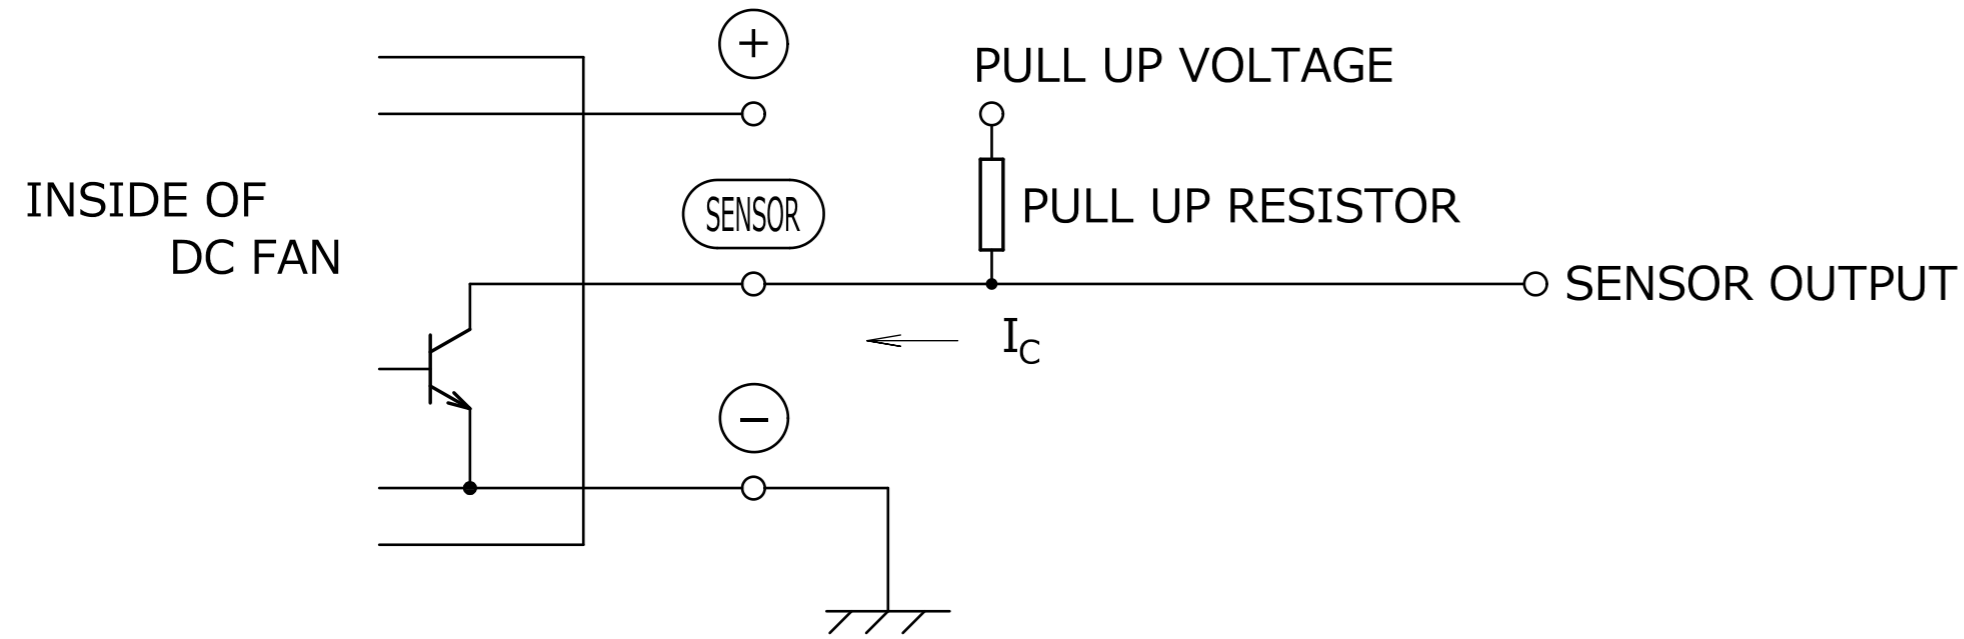 +
PULL UP VOLTAGE
INSIDE OF
DC FAN
SENSOR
PULL UP RESISTOR
SENSOR OUTPUT
IC
−